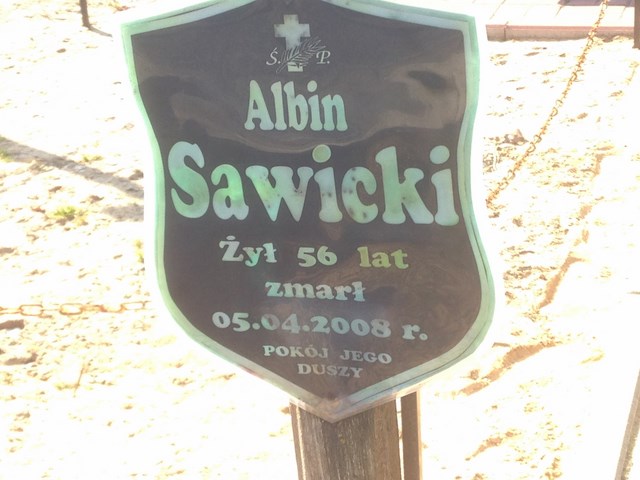 Ś. P.
Albin
Sawicki
Żył 56 lat
zmarł
05.04.2008 r.
POKÓJ JEGO
DUSZY